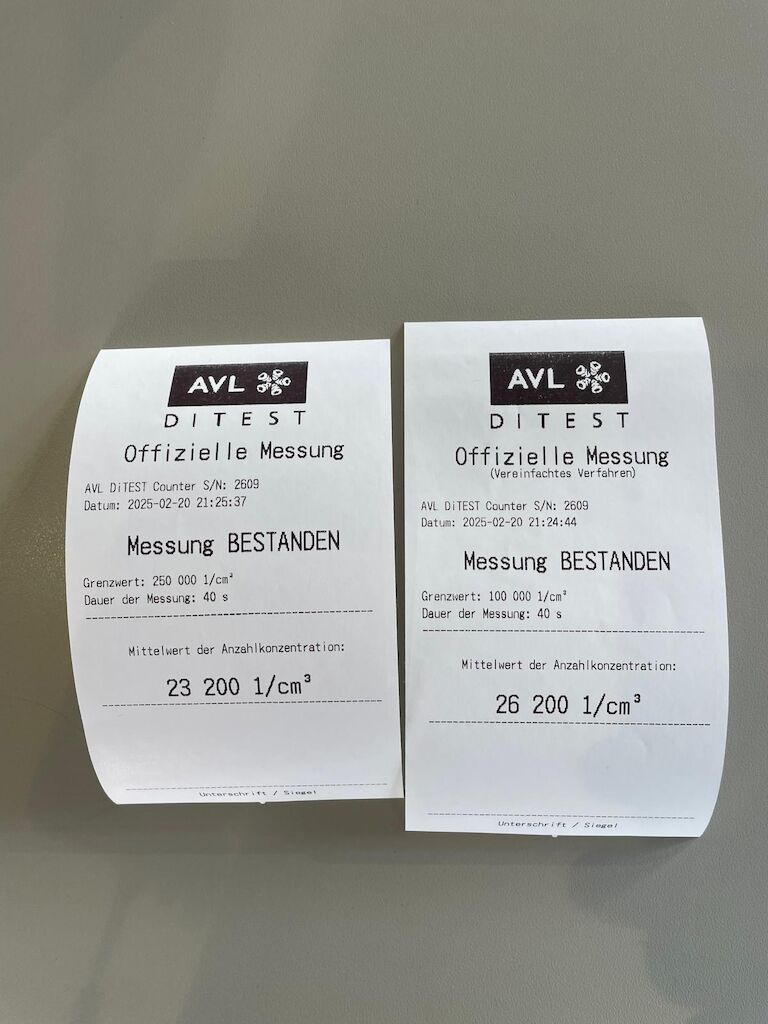 AVL
DITEST
Offizielle Messung
AVL DiTEST Counter S/N: 2609
Datum: 2025-02-20 21:25:37
Messung BESTANDEN
Grenzwert: 250 000 1/cm³
Dauer der Messung: 40 s
Mittelwert der Anzahlkonzentration:
23 200 1/cm³
Unterschrift / Siegel
AVL
DITEST
Offizielle Messung
(Vereinfachtes Verfahren)
AVL DiTEST Counter S/N: 2609
Datum: 2025-02-20 21:24:44
Messung BESTANDEN
Grenzwert: 100 000 1/cm³
Dauer der Messung: 40 s
Mittelwert der Anzahlkonzentration:
26 200 1/cm³
Unterschrift / Siegel